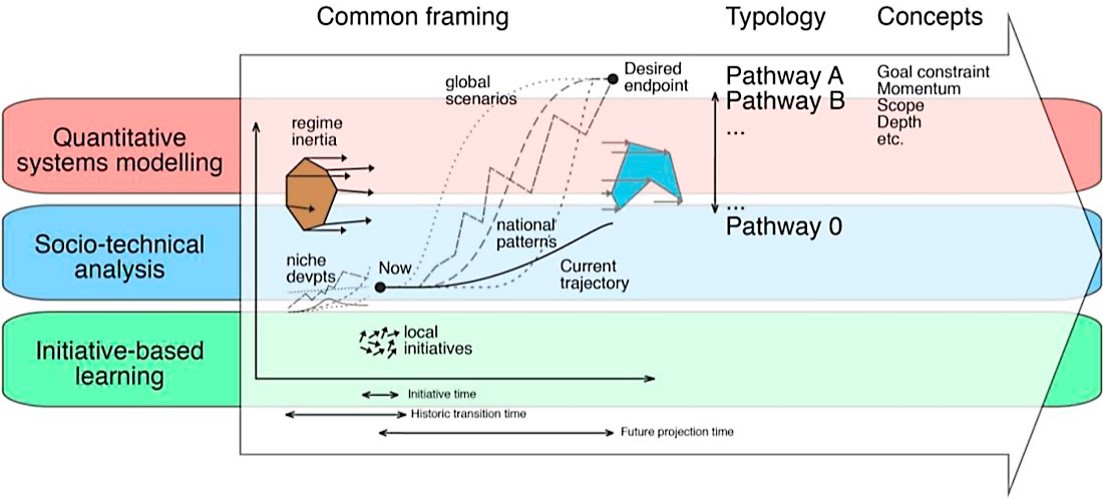 Common framing
Typology
Concepts
Quantitative
systems modelling
Socio-technical
analysis
Initiative-based
learning
regime
inertia
global
scenarios
Desired
endpoint
niche
devpts
Now
national
patterns
Current
trajectory
local
initiatives
Initiative time
Historic transition time
Future projection time
Pathway A
Pathway B
...
...
Pathway 0
Goal constraint
Momentum
Scope
Depth
etc.